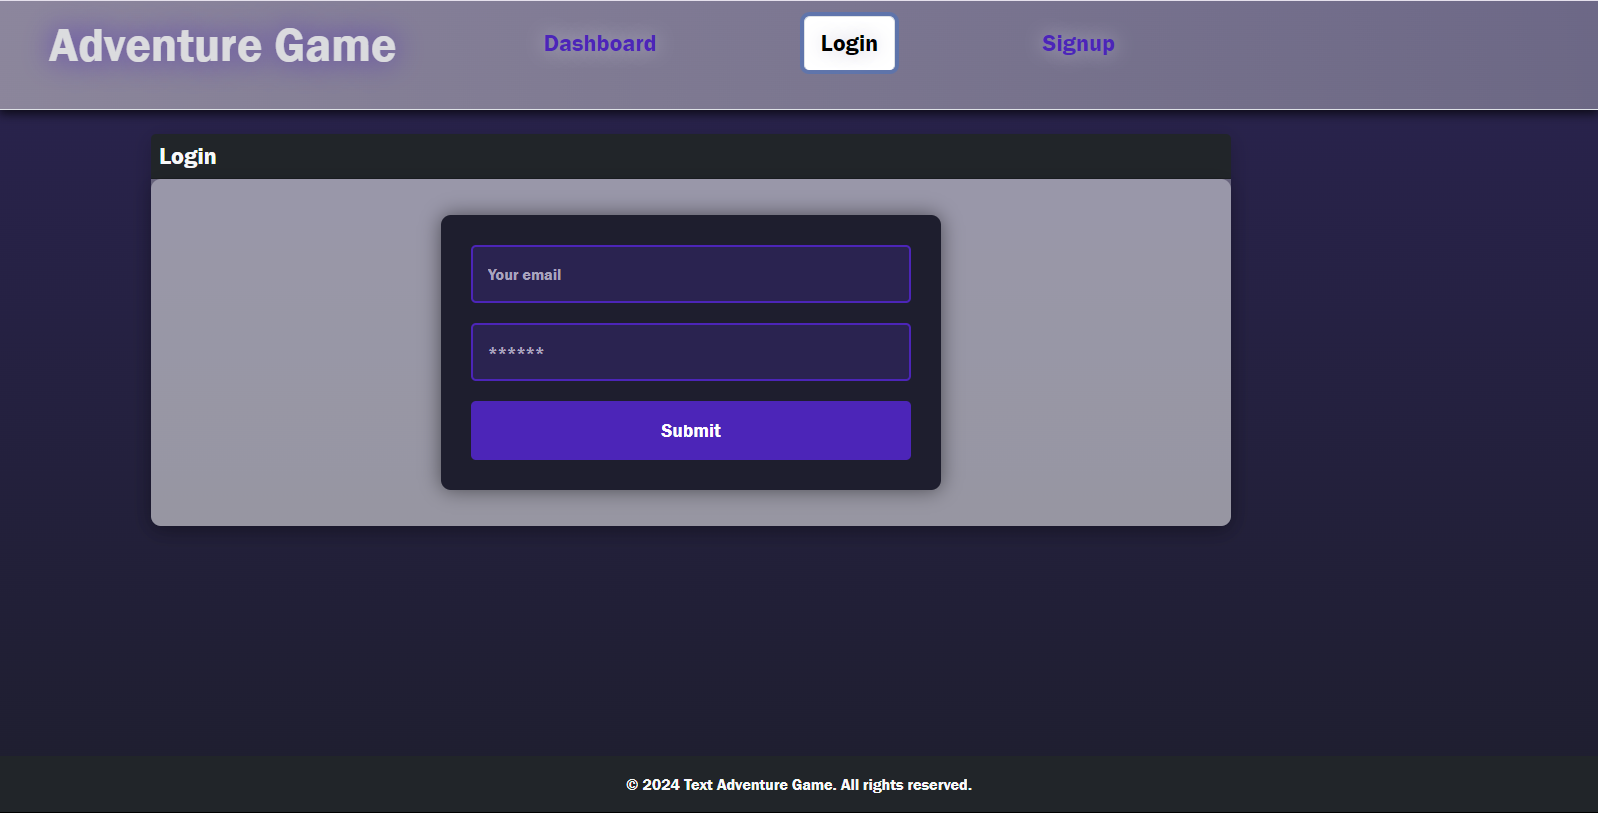 Adventure Game
Dashboard
Login
Signup
Login
Your email
******
Submit
© 2024 Text Adventure Game. All rights reserved.